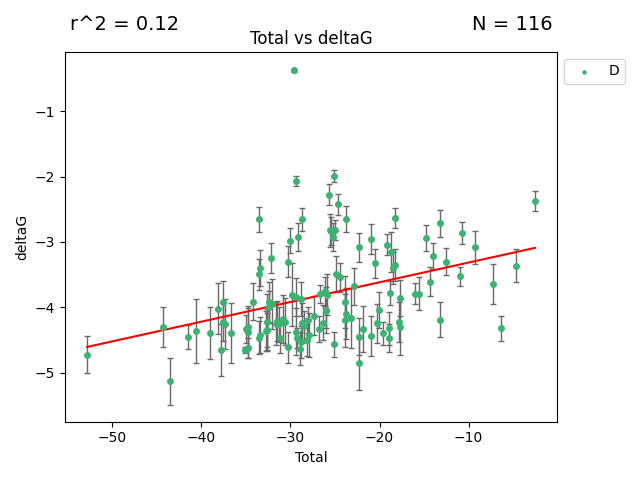 r^2 = 0.12
N = 116
Total vs deltaG
D
−1
−2
−3
−4
−5
deltaG
−50 −40 −30 −20 −10
Total